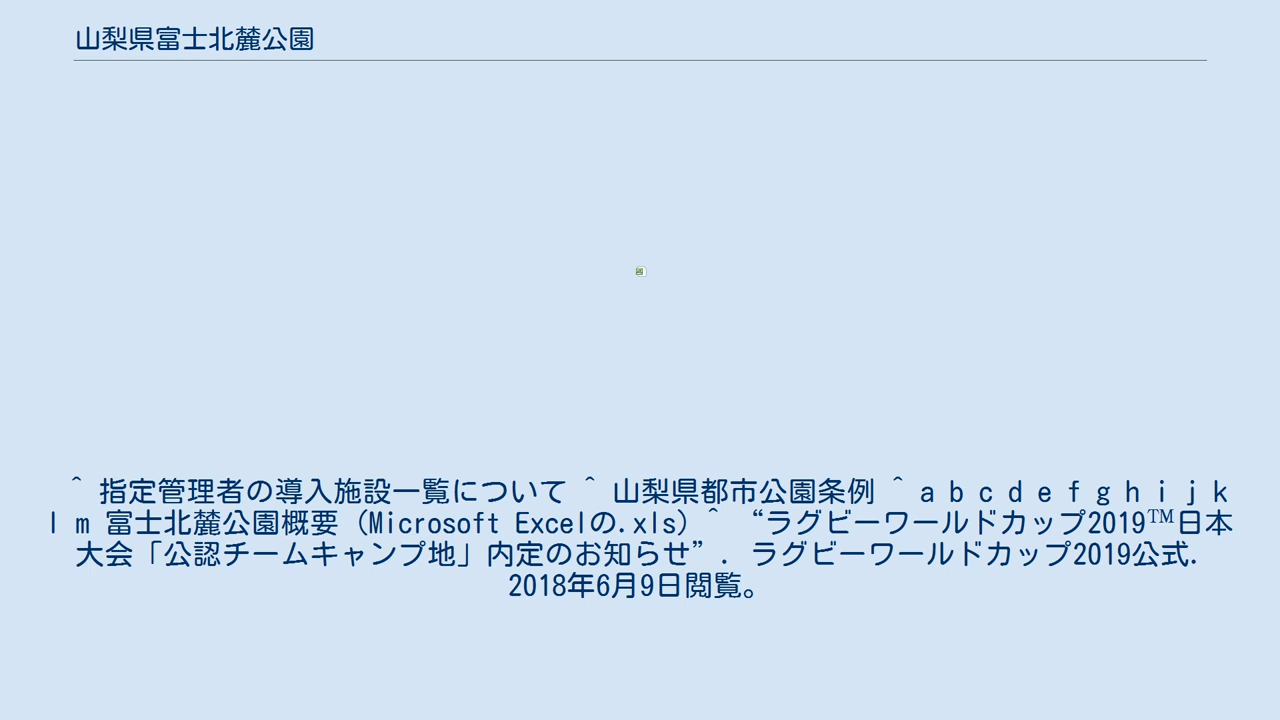 山梨県富士北麓公園
^ 指定管理者の導入施設一覧について ^ 山梨県都市公園条例 ^ a b c d e f g h i j k
l m 富士北麓公園概要（Microsoft Excelの.xls）^ “ラグビーワールドカップ2019™日本
大会「公認チームキャンプ地」内定のお知らせ”. ラグビーワールドカップ2019公式.
2018年6月9日閲覧。